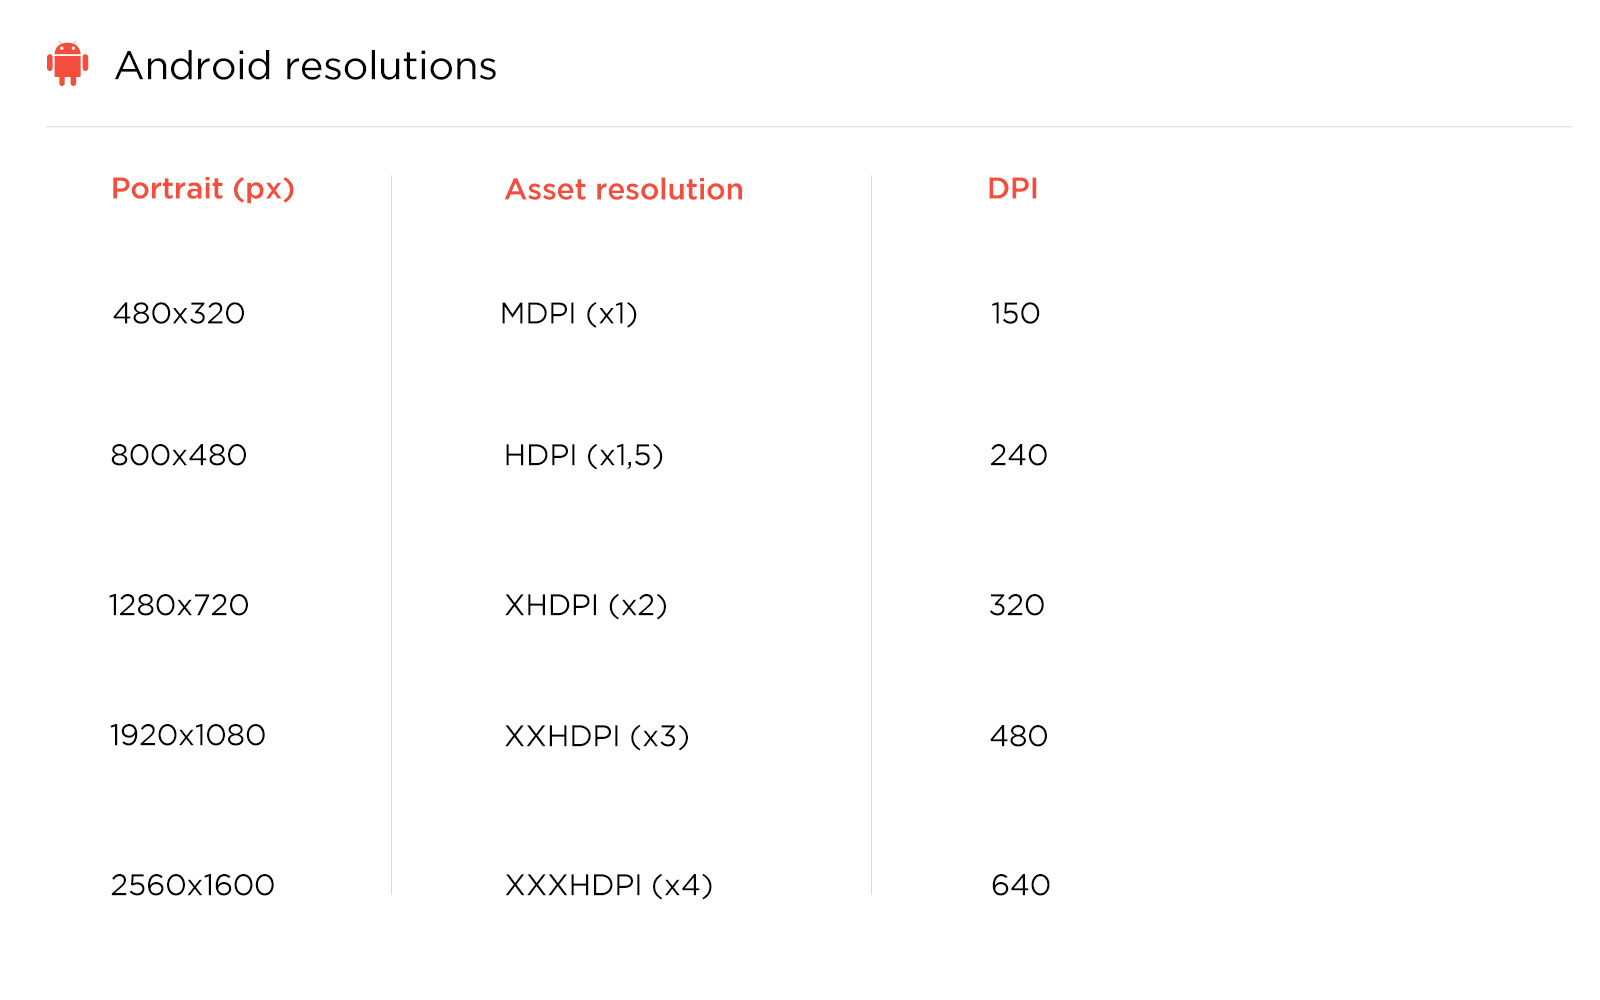 Android resolutions
Portrait (px) Asset resolution DPI
480x320 MDPI (x1) 150
800x480 HDPI (x1,5) 240
1280x720 XHDPI (x2) 320
1920x1080 XXHDPI (x3) 480
2560x1600 XXXHDPI (x4) 640